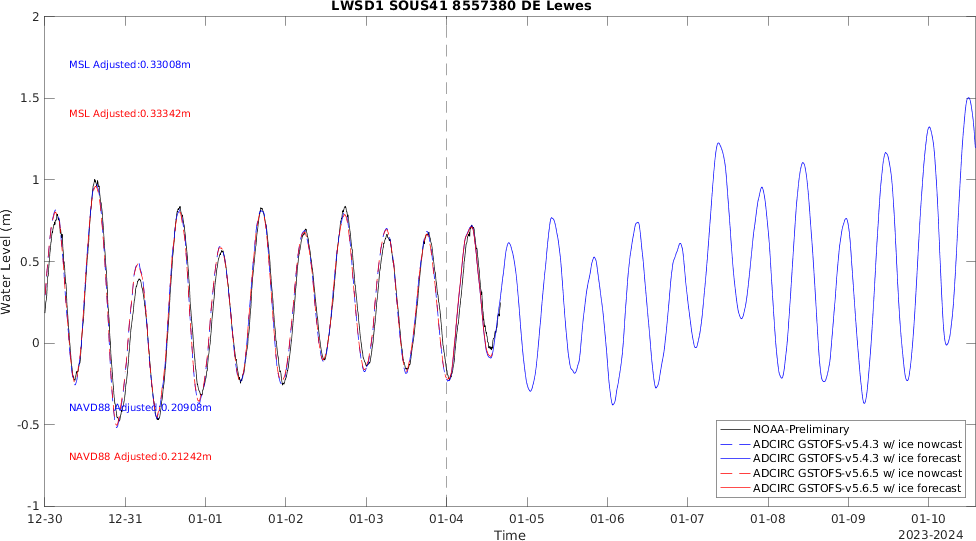 LWSD1 SOUS41 8557380 DE Lewes
2
1.5
1
0.5
0
-0.5
-1
Water Level (m)
MSL Adjusted:0.33008m
MSL Adjusted:0.33342m
NAVD88 Adjusted:0.20908m
NAVD88 Adjusted:0.21242m
NOAA-Preliminary
ADCIRC GSTOFS-v5.4.3 w/ ice nowcast
ADCIRC GSTOFS-v5.4.3 w/ ice forecast
ADCIRC GSTOFS-v5.6.5 w/ ice nowcast
ADCIRC GSTOFS-v5.6.5 w/ ice forecast
12-30 12-31 01-01 01-02 01-03 01-04 01-05 01-06 01-07 01-08 01-09 01-10
Time
2023-2024